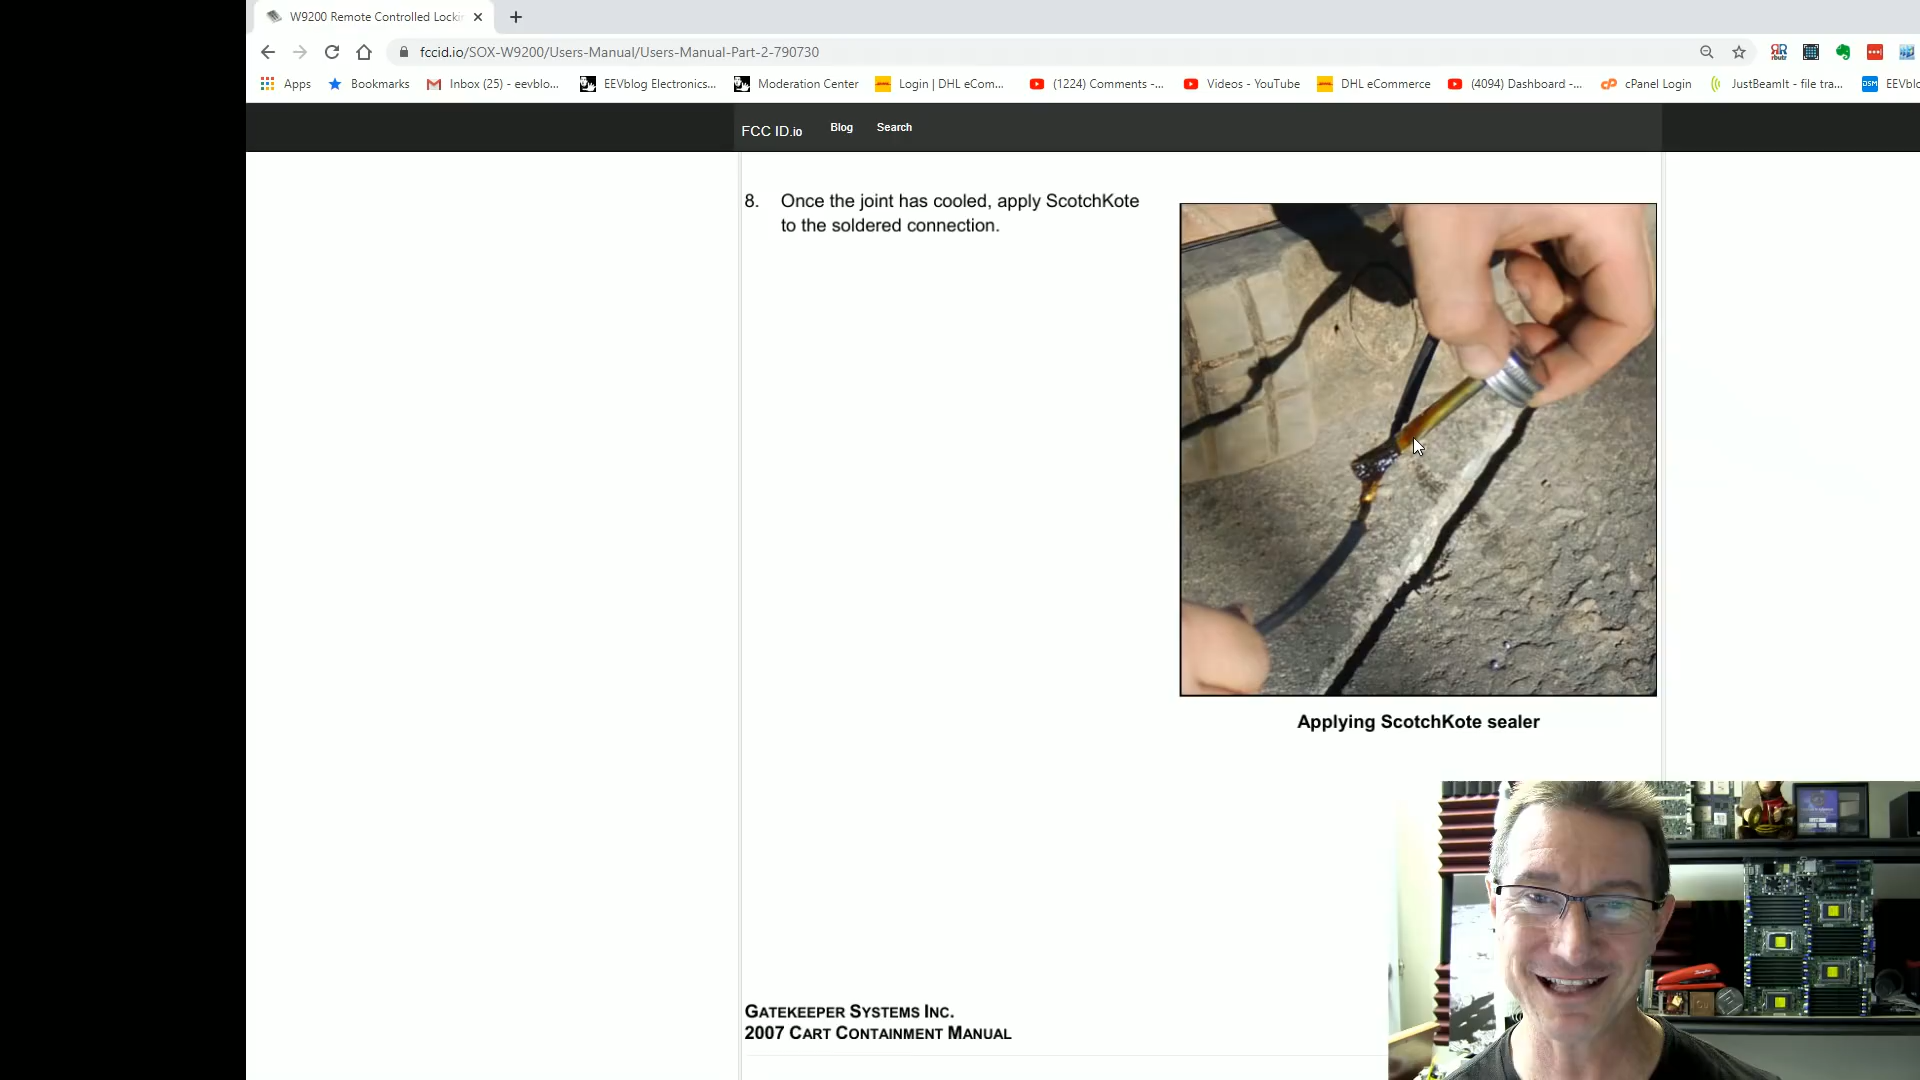 W9200 Remote Controlled Locki
fccid.io/SOX-W9200/Users-Manual/Users-Manual-Part-2-790730
Apps Bookmarks Inbox (25) - eevblo... EEVblog Electronics... Moderation Center Login | DHL eCom... (1224) Comments -... Videos - YouTube DHL eCommerce (4094) Dashboard -... cPanel Login JustBeamIt - file tra... DSM EEVblo
FCC ID.io Blog Search
8. Once the joint has cooled, apply ScotchKote
to the soldered connection.
Applying ScotchKote sealer
GATEKEEPER SYSTEMS INC.
2007 CART CONTAINMENT MANUAL